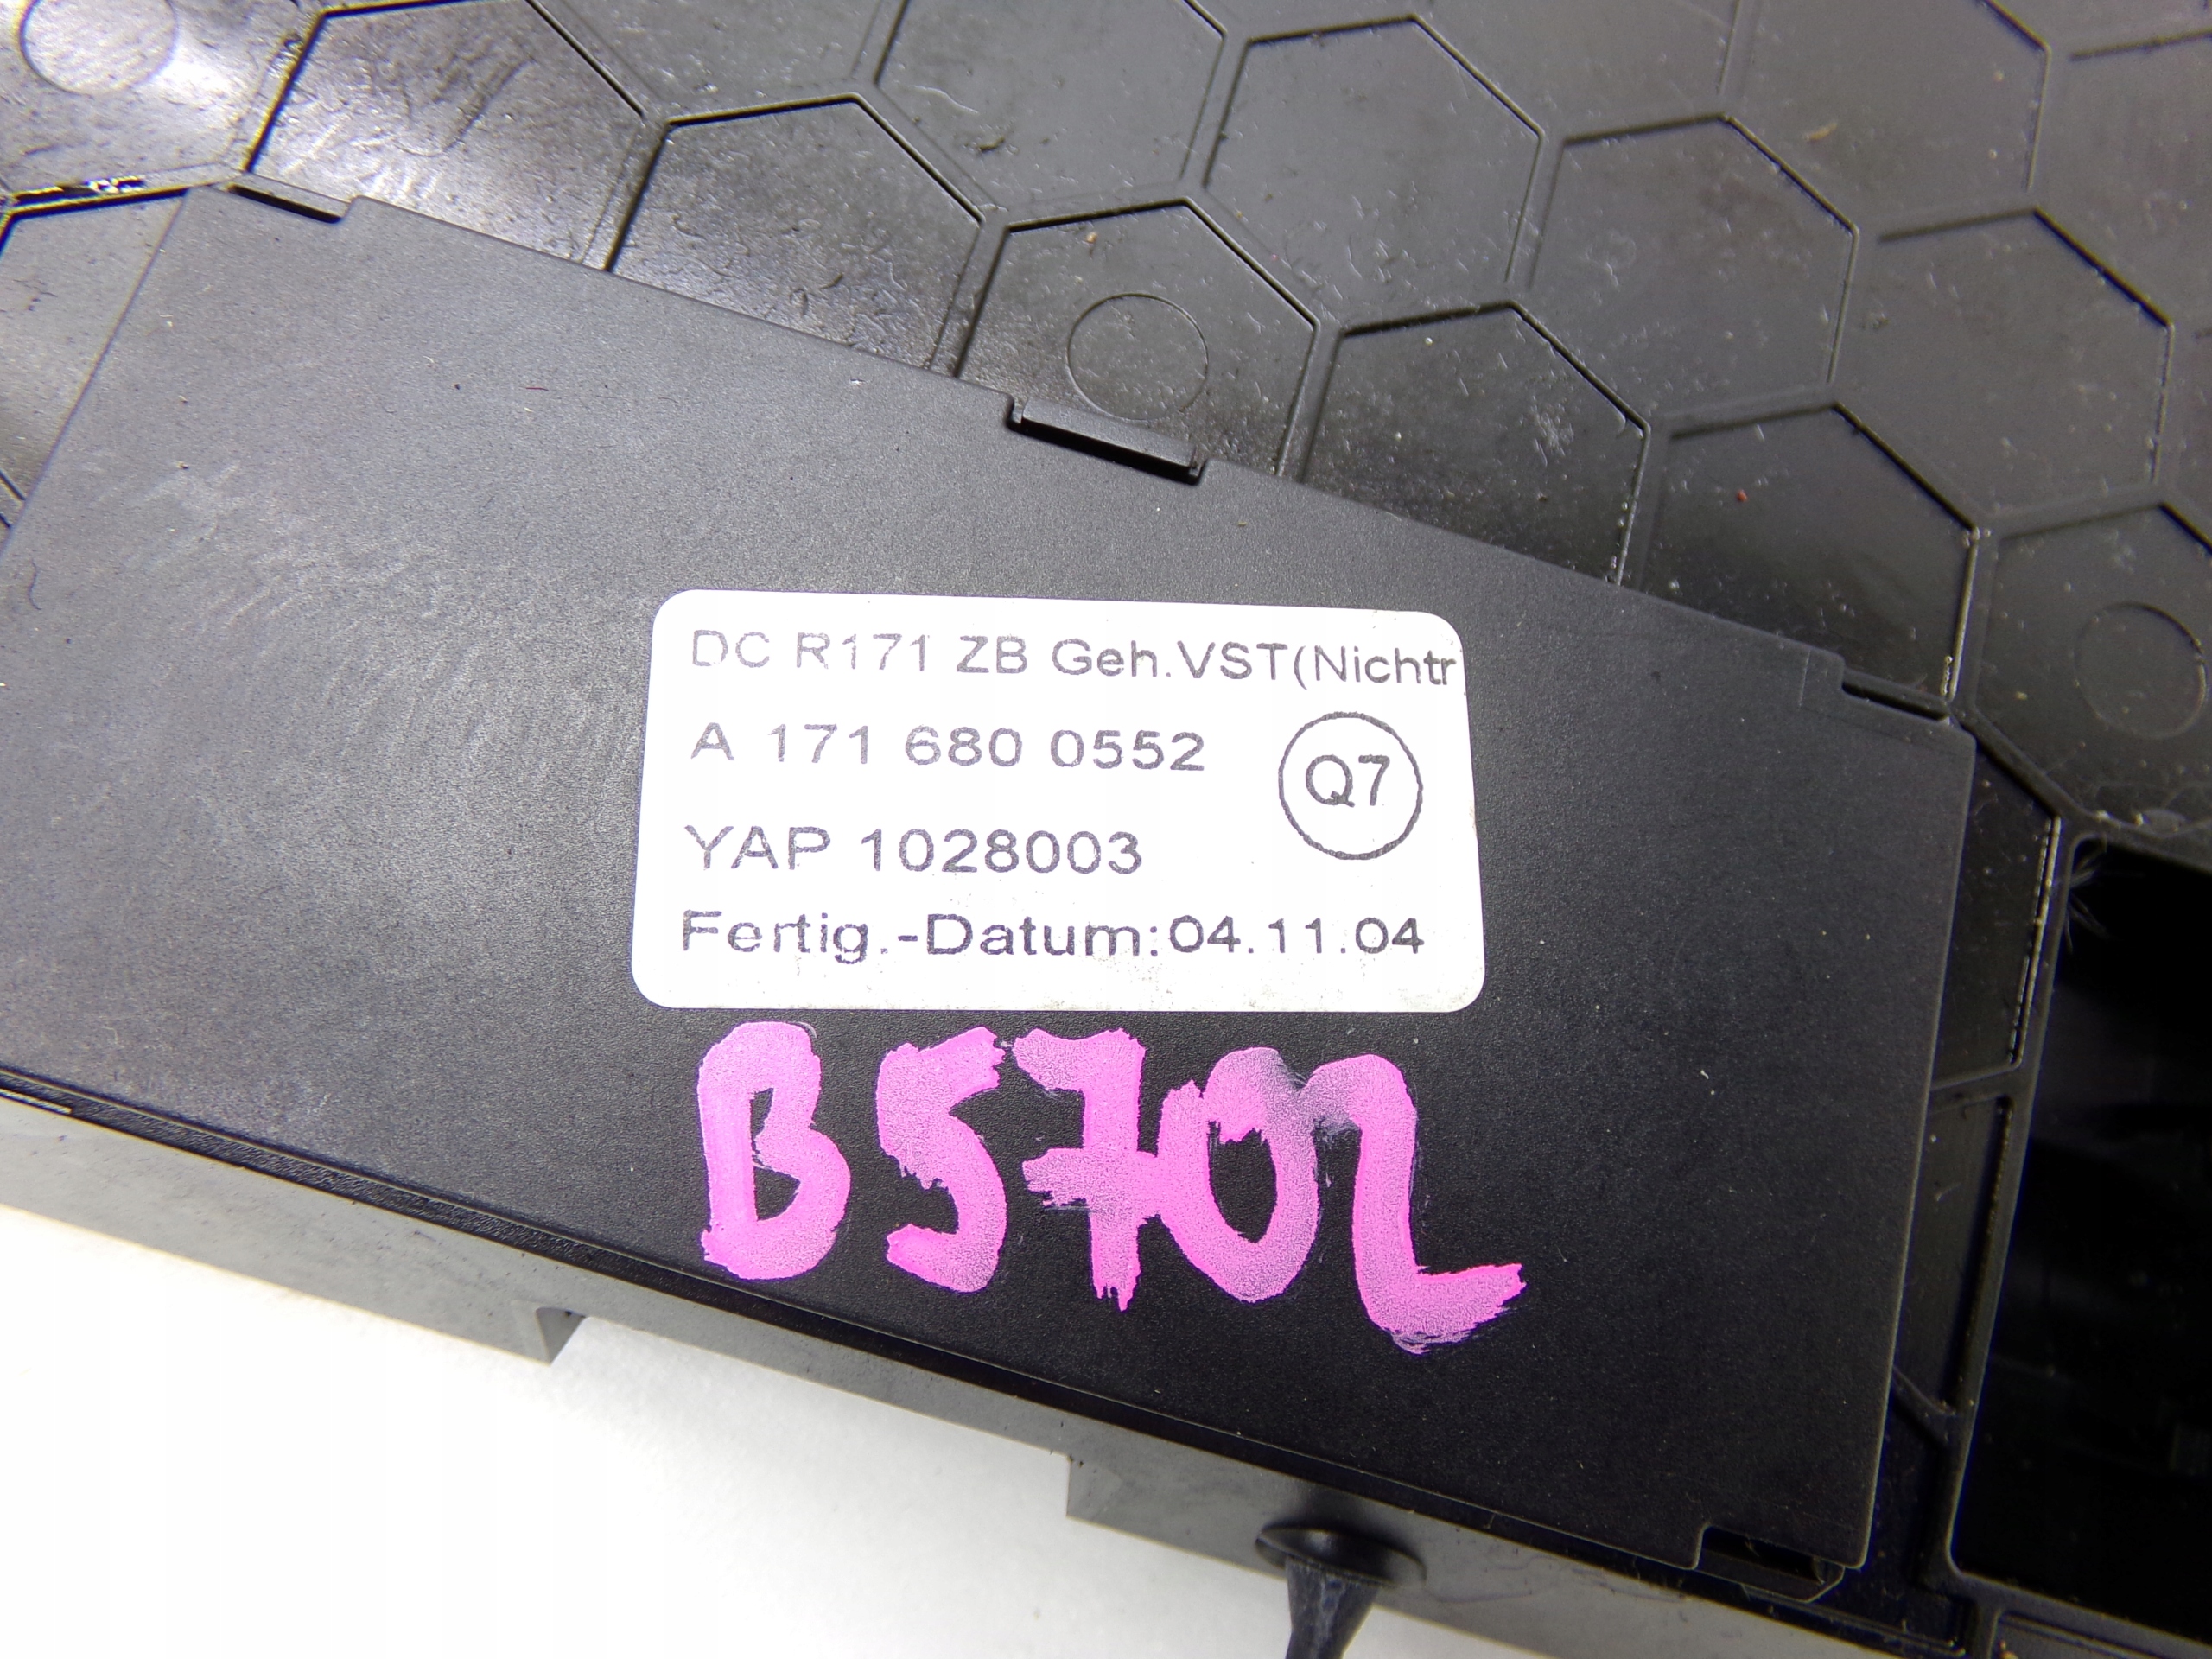 DC R171 ZB Geh.VST(Nichtr
A 171 680 0552
Q7
YAP 1028003
Fertig.-Datum:04.11.04
B5702